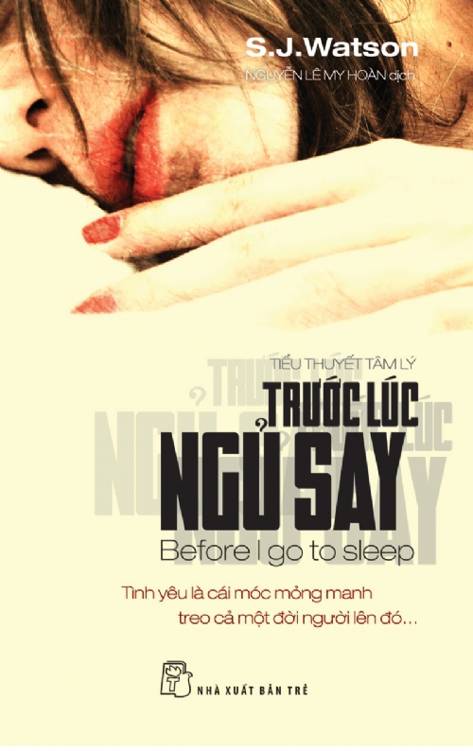 S.J.Watson
NGUYỄN LÊ MY HOÀN dịch
TIỂU THUYẾT TÂM LÝ
TRƯỚC LÚC
NGỦ SAY
Before I go to sleep
Tình yêu là cái móc mỏng manh
treo cả một đời người lên đó...
NHÀ XUẤT BẢN TRẺ